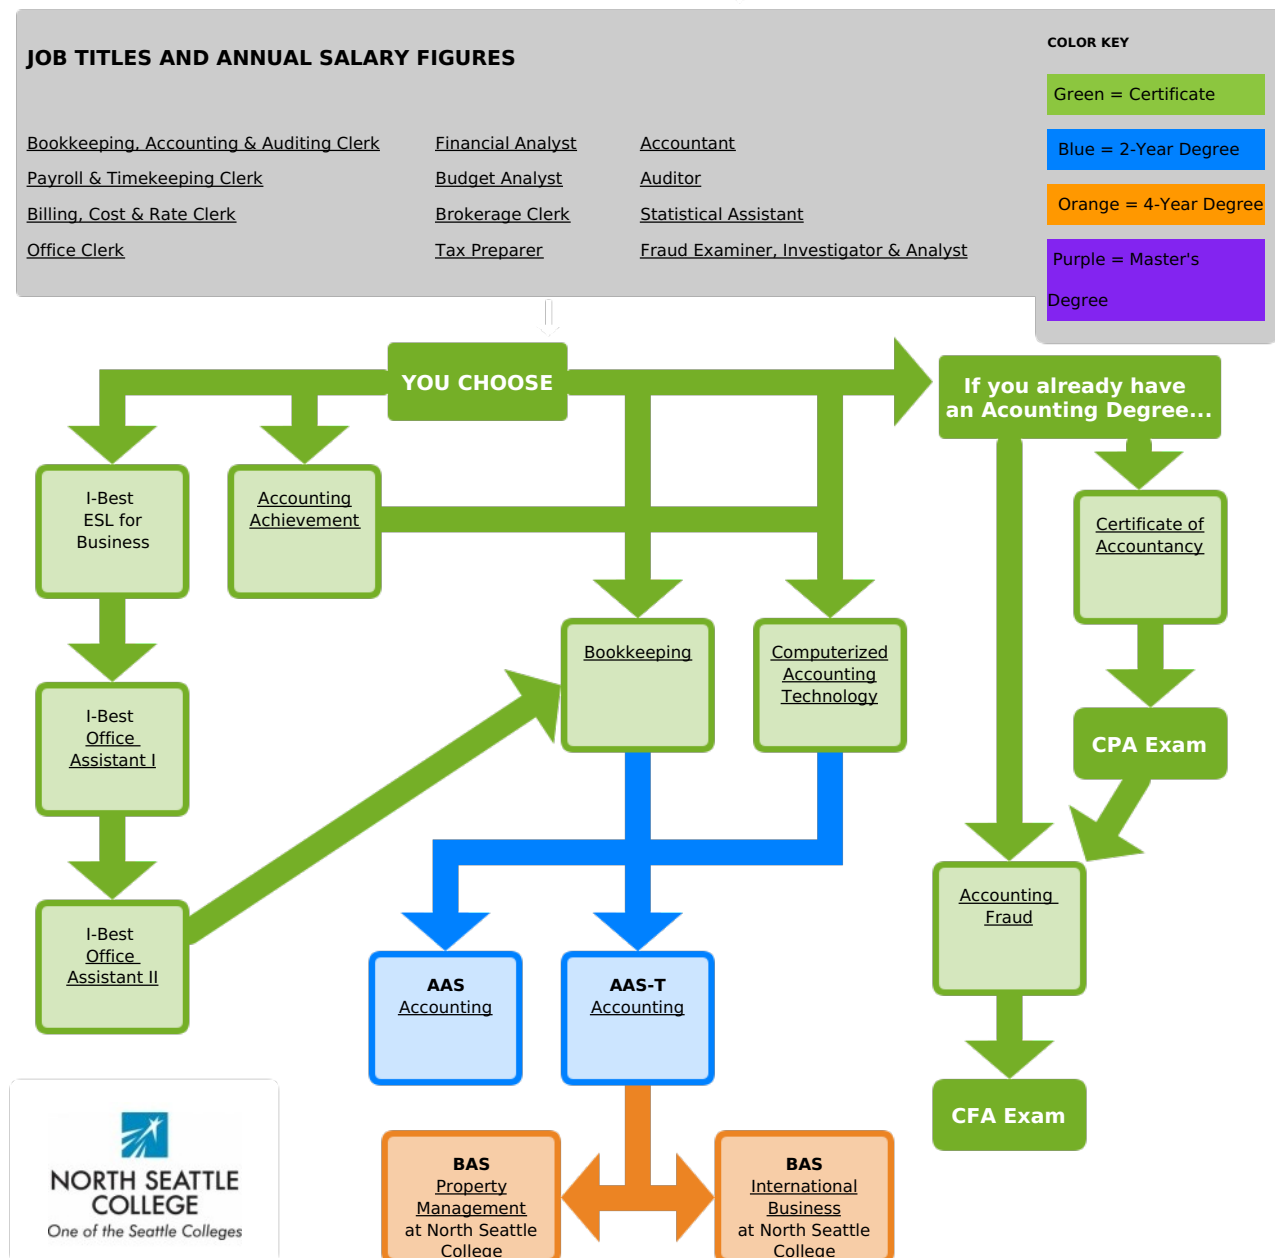 JOB TITLES AND ANNUAL SALARY FIGURES
Bookkeeping, Accounting & Auditing Clerk
Payroll & Timekeeping Clerk
Billing, Cost & Rate Clerk
Office Clerk
Financial Analyst
Budget Analyst
Brokerage Clerk
Tax Preparer
Accountant
Auditor
Statistical Assistant
Fraud Examiner, Investigator & Analyst
COLOR KEY
Green = Certificate
Blue = 2-Year Degree
Orange = 4-Year Degree
Purple = Master's
Degree
YOU CHOOSE
If you already have
an Acounting Degree...
I-Best
ESL for
Business
Accounting
Achievement
Certificate of
Accountancy
Bookkeeping
Computerized
Accounting
Technology
I-Best
Office
Assistant I
CPA Exam
I-Best
Office
Assistant II
Accounting
Fraud
AAS
Accounting
AAS-T
Accounting
CFA Exam
BAS
Property
Management
at North Seattle
College
BAS
International
Business
at North Seattle
College
NORTH SEATTLE
COLLEGE
One of the Seattle Colleges